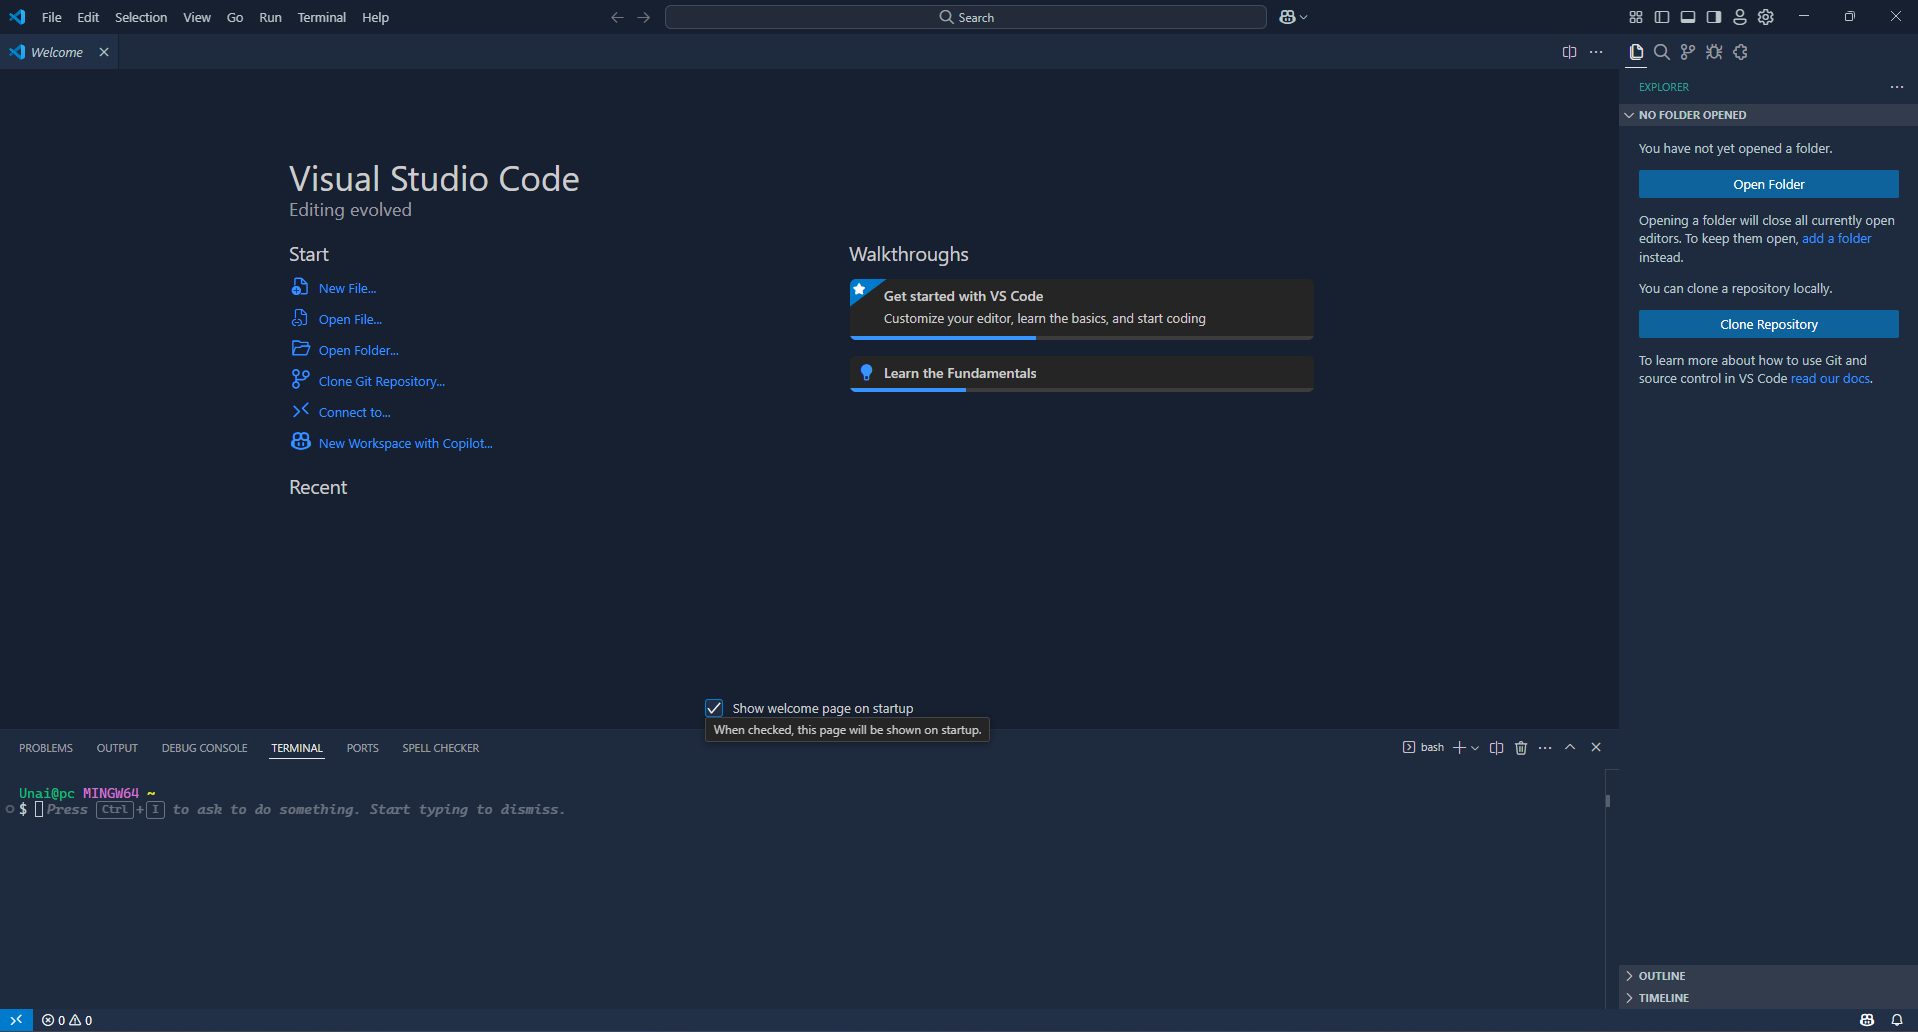 File Edit Selection View Go Run Terminal Help
Search
Welcome
EXPLORER
NO FOLDER OPENED
You have not yet opened a folder.
Open Folder
Opening a folder will close all currently open
editors. To keep them open, add a folder
instead.
You can clone a repository locally.
Clone Repository
To learn more about how to use Git and
source control in VS Code read our docs.
Visual Studio Code
Editing evolved
Start
New File...
Open File...
Open Folder...
Clone Git Repository...
Connect to...
New Workspace with Copilot...
Recent
Walkthroughs
Get started with VS Code
Customize your editor, learn the basics, and start coding
Learn the Fundamentals
Show welcome page on startup
When checked, this page will be shown on startup.
PROBLEMS OUTPUT DEBUG CONSOLE TERMINAL PORTS SPELL CHECKER
bash
Unai@pc MINGW64 ~
$ Press Ctrl+I to ask to do something. Start typing to dismiss.
OUTLINE
TIMELINE
0 0